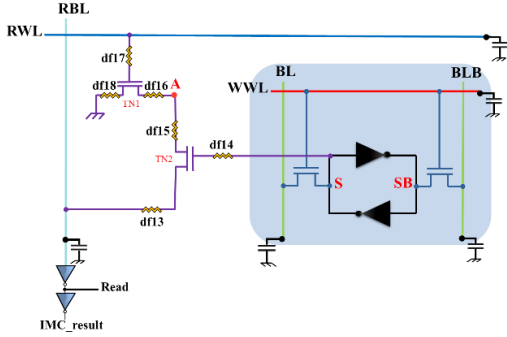 RBL
RWL
df17
BL
BLB
df18
df16
A
WWL
TN1
df15
df14
TN2
S
SB
df13
Read
IMC_result